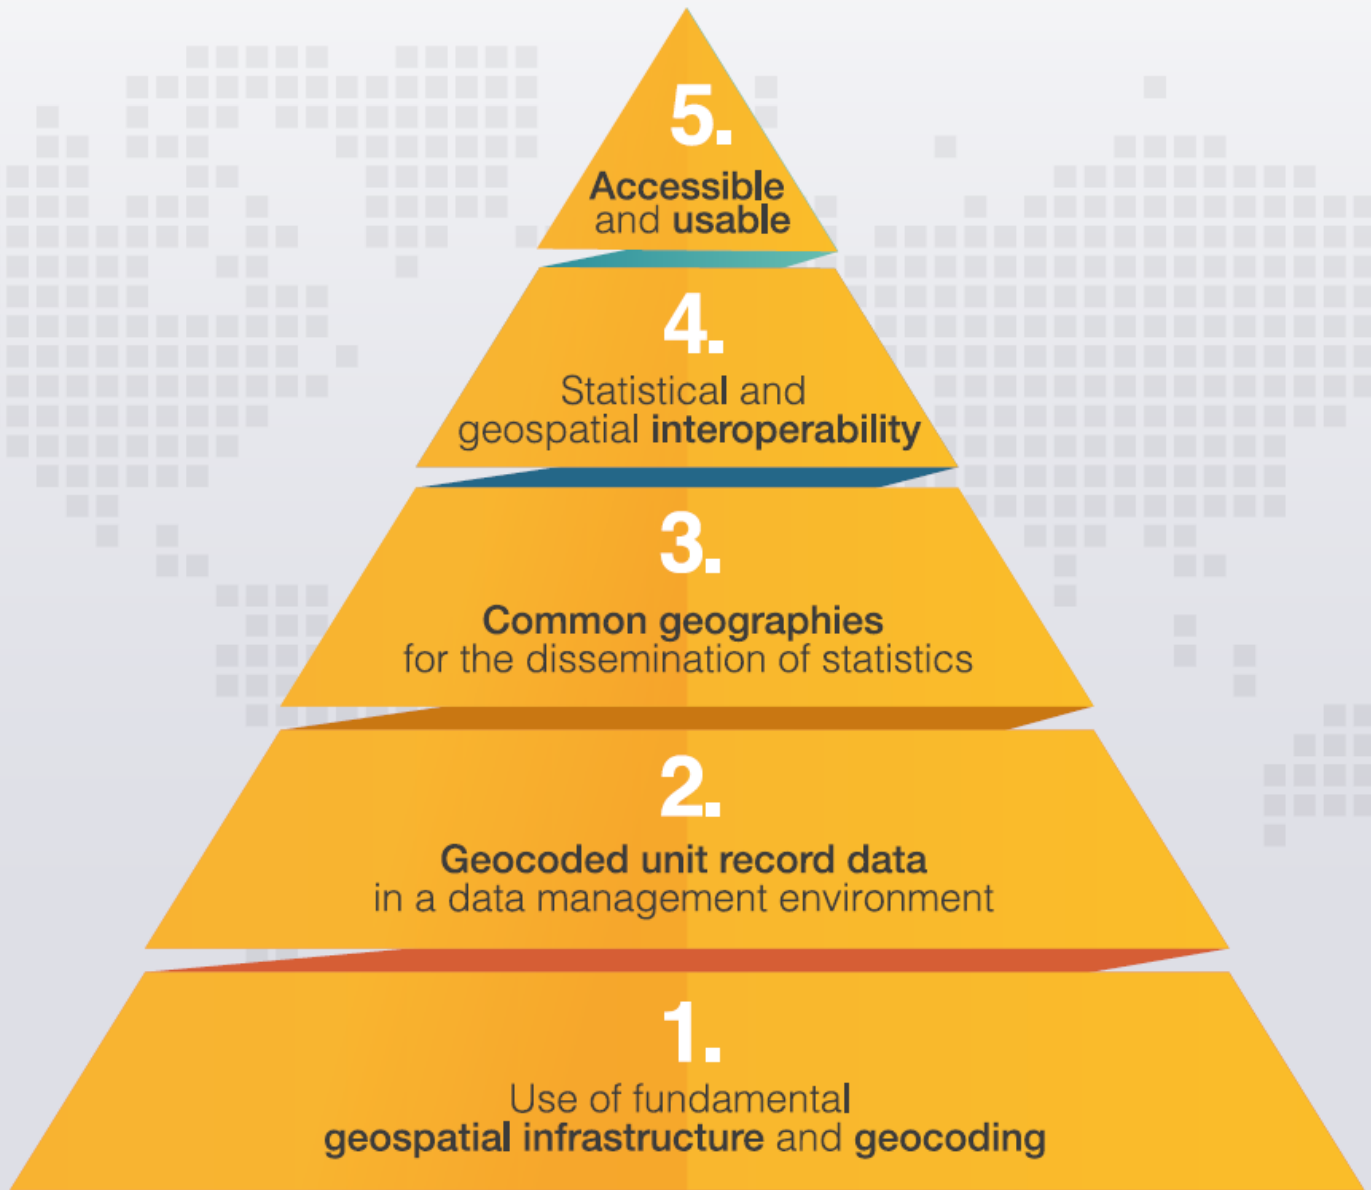 5.
Accessible
and usable
4.
Statistical and
geospatial interoperability
3.
Common geographies
for the dissemination of statistics
2.
Geocoded unit record data
in a data management environment
1.
Use of fundamental
geospatial infrastructure and geocoding